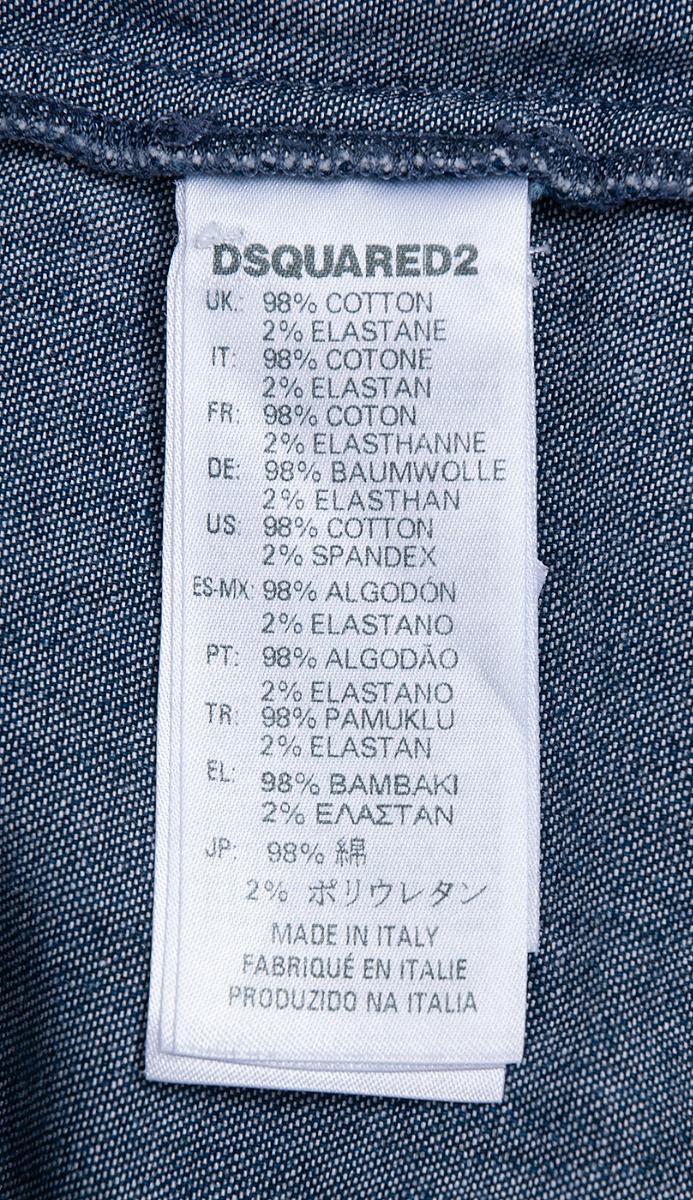 DSQUARED2
UK.: 98% COTTON
2% ELASTANE
IT: 98% COTONE
2% ELASTAN
FR: 98% COTON
2% ELASTHANNE
DE: 98% BAUMWOLLE
2% ELASTHAN
US: 98% COTTON
2% SPANDEX
ES-MX: 98% ALGODÓN
2% ELASTANO
PT: 98% ALGODÃO
2% ELASTANO
TR: 98% PAMUKLU
2% ELASTAN
EL: 98% ΒΑΜΒΑΚΙ
2% ΕΛΑΣΤΑΝ
JP: 98% 綿
2% ポリウレタン
MADE IN ITALY
FABRIQUÉ EN ITALIE
PRODUZIDO NA ITALIA